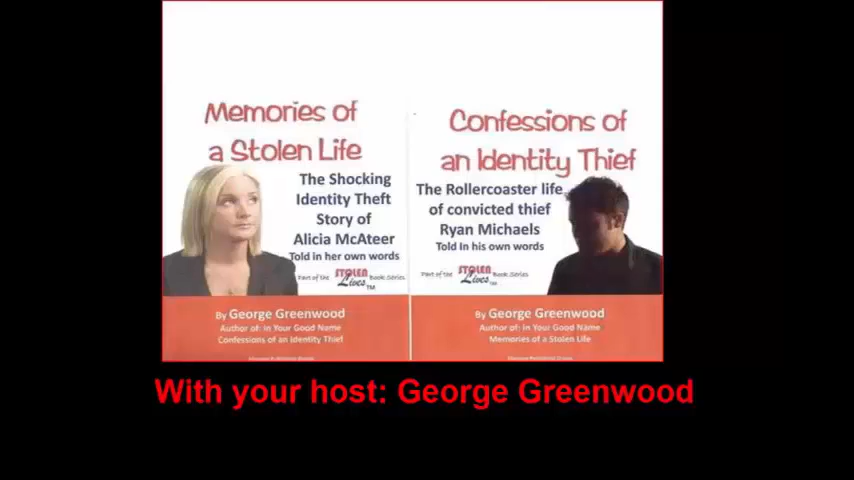 Memories of
a Stolen Life
The Shocking
Identity Theft
Story of
Alicia McAteer
Told in her own words
Part of the STOLEN Lives Book Series
TM
By George Greenwood
Author of: In Your Good Name
Confessions of an Identity Thief
Confessions of
an Identity Thief
The Rollercoaster life
of convicted thief
Ryan Michaels
Told in his own words
Part of the STOLEN Lives Book Series
TM
By George Greenwood
Author of: In Your Good Name
Memories of a Stolen Life
With your host: George Greenwood